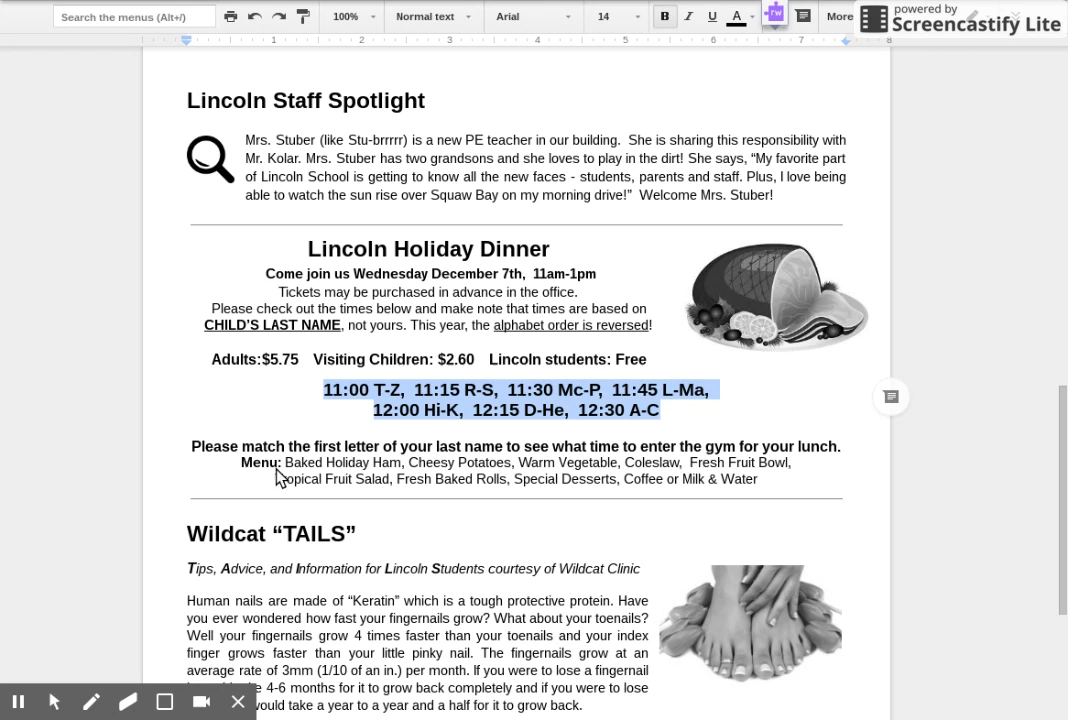 Search the menus (Alt+/) 100% Normal text Arial 14 B I U A rw More
powered by
Screencastify Lite
1 2 3 4 5 6 7 8
Lincoln Staff Spotlight
Mrs. Stuber (like Stu-brrrrr) is a new PE teacher in our building. She is sharing this responsibility with
Mr. Kolar. Mrs. Stuber has two grandsons and she loves to play in the dirt! She says, “My favorite part
of Lincoln School is getting to know all the new faces - students, parents and staff. Plus, I love being
able to watch the sun rise over Squaw Bay on my morning drive!” Welcome Mrs. Stuber!
Lincoln Holiday Dinner
Come join us Wednesday December 7th, 11am-1pm
Tickets may be purchased in advance in the office.
Please check out the times below and make note that times are based on
CHILD’S LAST NAME, not yours. This year, the alphabet order is reversed!
Adults:$5.75 Visiting Children: $2.60 Lincoln students: Free
11:00 T-Z, 11:15 R-S, 11:30 Mc-P, 11:45 L-Ma,
12:00 Hi-K, 12:15 D-He, 12:30 A-C
Please match the first letter of your last name to see what time to enter the gym for your lunch.
Menu: Baked Holiday Ham, Cheesy Potatoes, Warm Vegetable, Coleslaw, Fresh Fruit Bowl,
opical Fruit Salad, Fresh Baked Rolls, Special Desserts, Coffee or Milk & Water
Wildcat “TAILS”
Tips, Advice, and Information for Lincoln Students courtesy of Wildcat Clinic
Human nails are made of “Keratin” which is a tough protective protein. Have
you ever wondered how fast your fingernails grow? What about your toenails?
Well your fingernails grow 4 times faster than your toenails and your index
finger grows faster than your little pinky nail. The fingernails grow at an
average rate of 3mm (1/10 of an in.) per month. If you were to lose a fingernail
4-6 months for it to grow back completely and if you were to lose
would take a year to a year and a half for it to grow back.